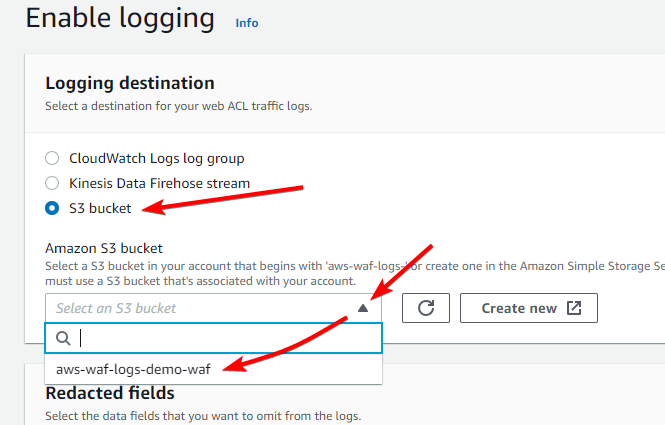 Enable logging Info
Logging destination
Select a destination for your web ACL traffic logs.
CloudWatch Logs log group
Kinesis Data Firehose stream
S3 bucket
Amazon S3 bucket
Select a S3 bucket in your account that begins with 'aws-waf-logs-' or create one in the Amazon Simple Storage Se
must use a S3 bucket that's associated with your account.
Select an S3 bucket
Create new
aws-waf-logs-demo-waf
Redacted fields
Select the data fields that you want to omit from the logs.